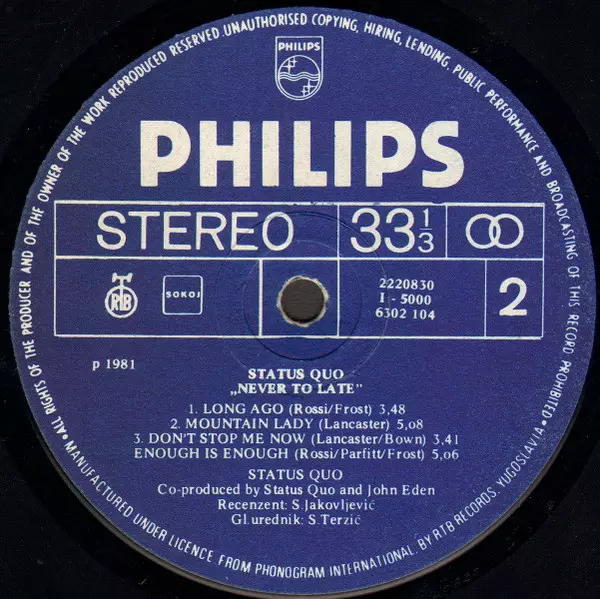 •ALL RIGHTS OF THE PRODUCER AND OF THE OWNER OF THE WORK REPRODUCED RESERVED UNAUTHORISED COPYING, HIRING, LENDING, PUBLIC PERFORMANCE AND BROADCASTING OF THIS RECORD PROHIBITED•
PHILIPS
PHILIPS
STEREO 33 1/3
RTB SOKOJ
2220830
I - 5000
6302 104
2
p 1981
STATUS QUO
„NEVER TO LATE"
1. LONG AGO (Rossi/Frost) 3,48
2. MOUNTAIN LADY (Lancaster) 5,08
3. DON'T STOP ME NOW (Lancaster/Bown) 3,41
ENOUGH IS ENOUGH (Rossi/Parfitt/Frost) 5,06
STATUS QUO
Co-produced by Status Quo and John Eden
Recenzent: S.Jakovljević
Gl.urednik: S.Terzić
MANUFACTURED UNDER LICENCE FROM PHONOGRAM INTERNATIONAL. BY RTB RECORDS, YUGOSLAVIA•